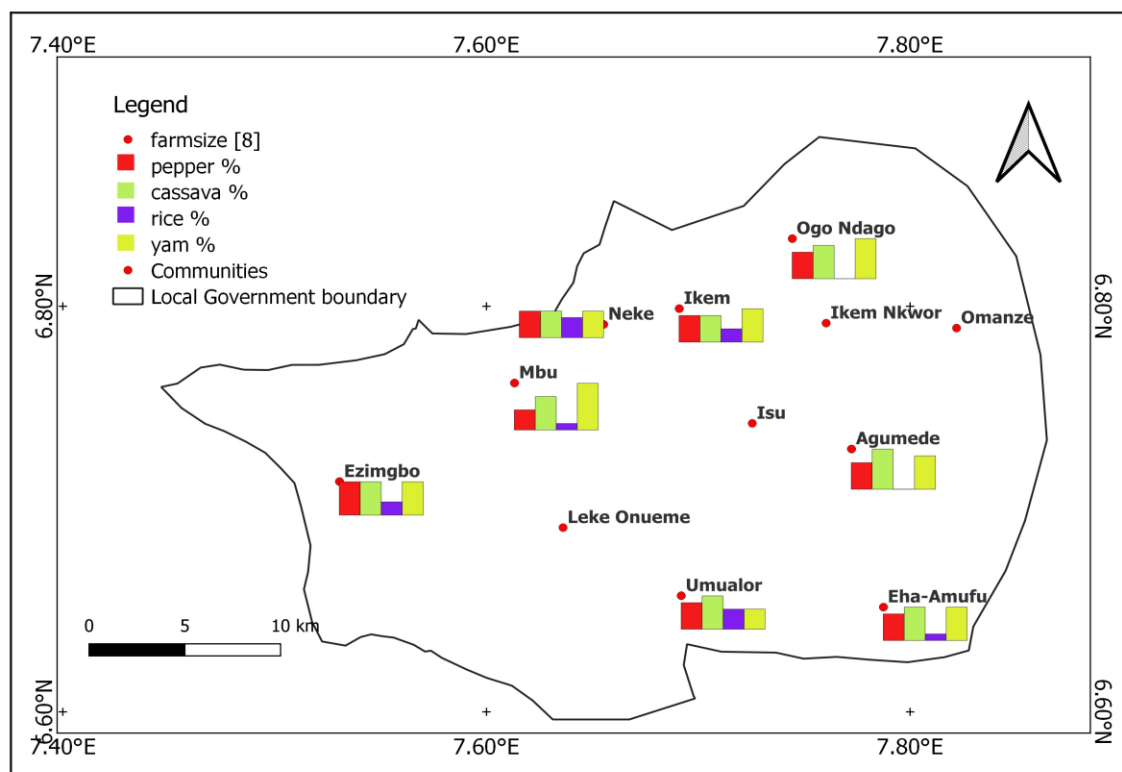 7.40°E 7.60°E 7.80°E
Legend
farmsize [8]
pepper %
cassava %
rice %
yam %
Communities
Local Government boundary
6.80°N
6.80°N
Ogo Ndago
Neke
Ikem
Ikem Nkwor
Omanze
Mbu
Isu
Agumede
Ezimgbo
Leke Onueme
Umualor
Eha-Amufu
0 5 10 km
6.60°N
6.60°N
7.40°E 7.60°E 7.80°E